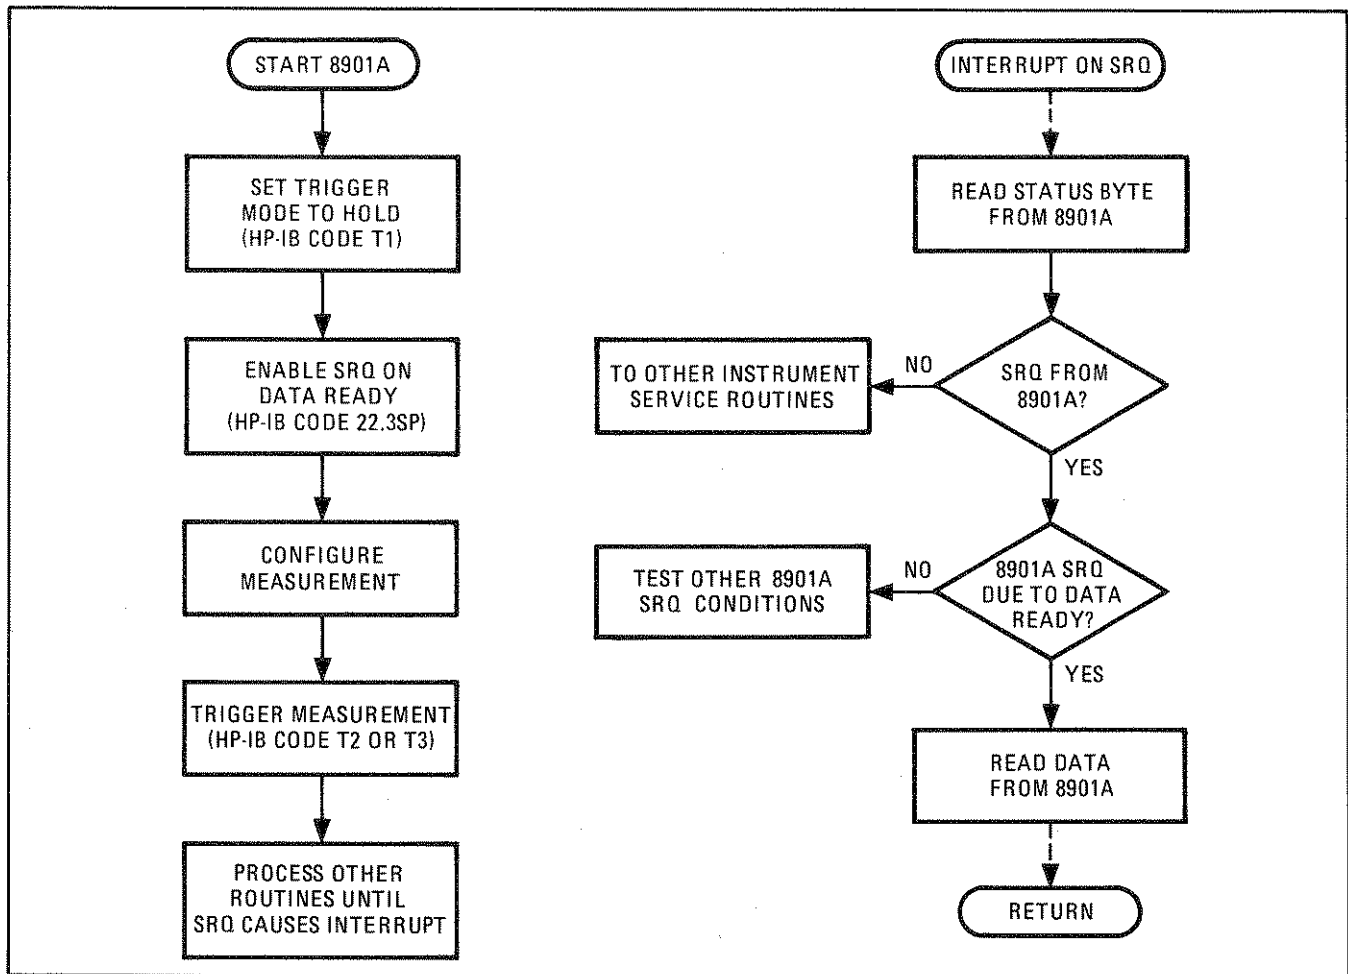 START 8901A
SET TRIGGER
MODE TO HOLD
(HP-IB CODE T1)
ENABLE SRQ ON
DATA READY
(HP-IB CODE 22.3SP)
CONFIGURE
MEASUREMENT
TRIGGER MEASUREMENT
(HP-IB CODE T2 OR T3)
PROCESS OTHER
ROUTINES UNTIL
SRQ CAUSES INTERRUPT
INTERRUPT ON SRQ
READ STATUS BYTE
FROM 8901A
SRQ FROM
8901A?
NO
TO OTHER INSTRUMENT
SERVICE ROUTINES
YES
8901A SRQ
DUE TO DATA
READY?
NO
TEST OTHER 8901A
SRQ CONDITIONS
YES
READ DATA
FROM 8901A
RETURN